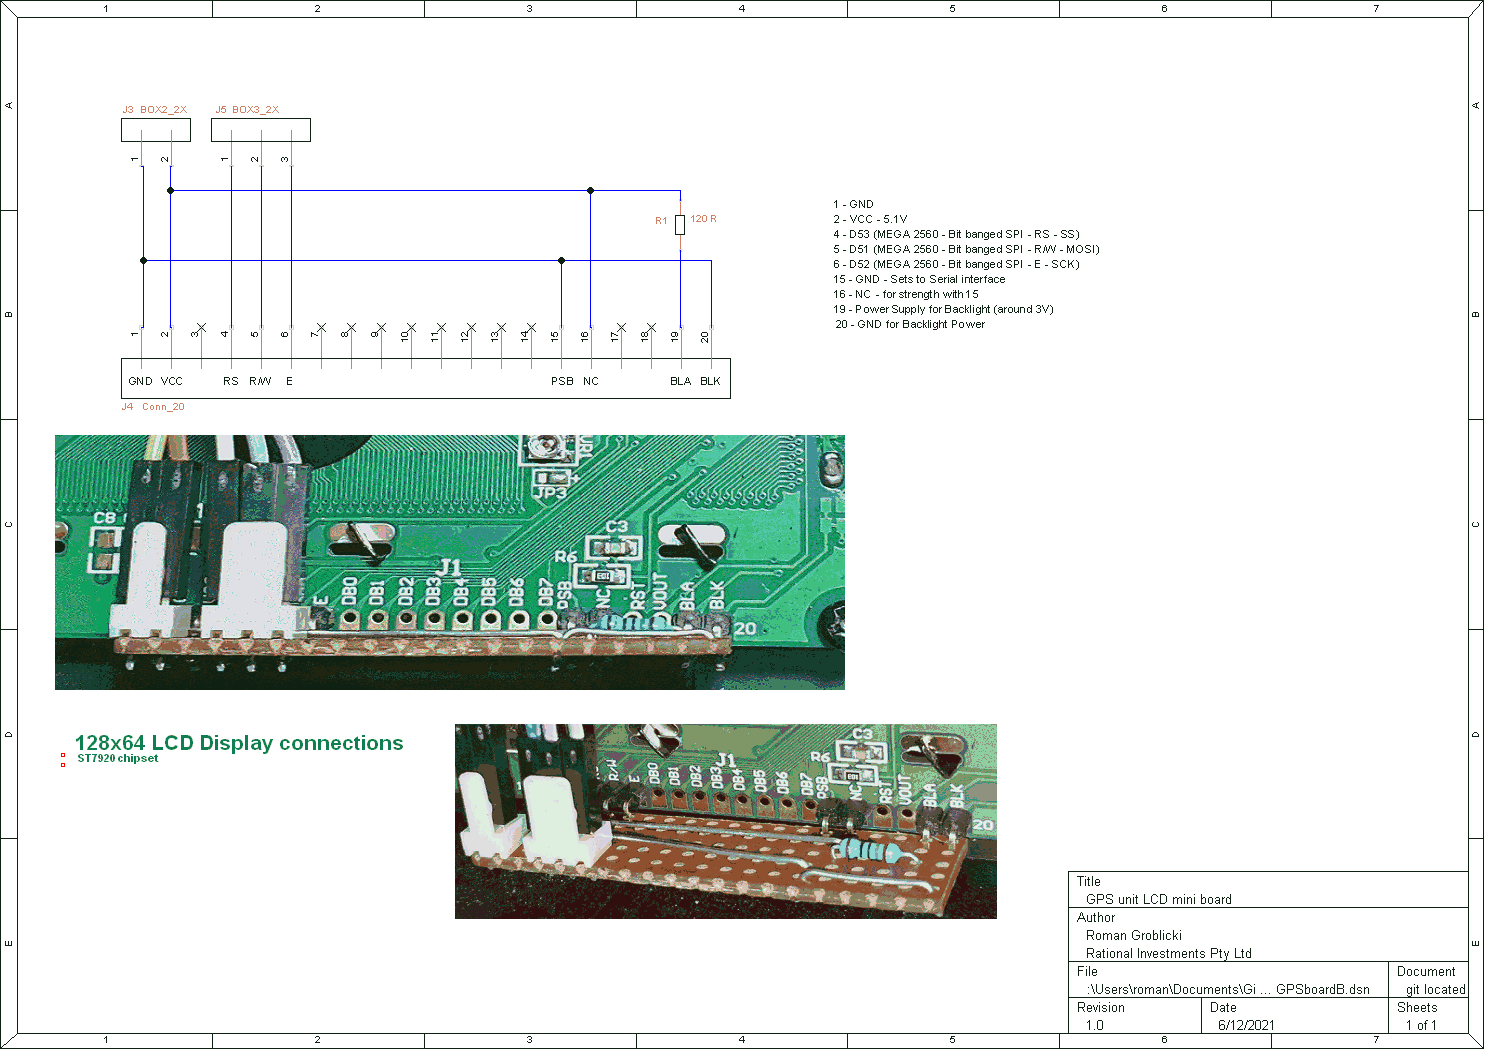 1 2 3 4 5 6 7
A A
J3 BOX2_2X J5 BOX3_2X
1 2 1 2 3
R1 120 R
1 - GND
2 - VCC - 5.1V
4 - D53 (MEGA 2560 - Bit banged SPI - RS - SS)
5 - D51 (MEGA 2560 - Bit banged SPI - R/W - MOSI)
6 - D52 (MEGA 2560 - Bit banged SPI - E - SCK)
15 - GND - Sets to Serial interface
16 - NC - for strength with 15
19 - Power Supply for Backlight (around 3V)
20 - GND for Backlight Power
B B
1 2 3 4 5 6 7 8 9 10 11 12 13 14 15 16 17 18 19 20
GND VCC RS R/W E PSB NC BLA BLK
J4 Conn_20
C C
JP3
C8 1 C3
R6
J1
E DB0 DB1 DB2 DB3 DB4 DB5 DB6 DB7 PSB NC RST VOUT BLA BLK
20
D D
128x64 LCD Display connections
ST7920 chipset
C3
R6
J1
R/W E DB0 DB1 DB2 DB3 DB4 DB5 DB6 DB7 PSB NC RST VOUT BLA BLK
20
E E
Title
GPS unit LCD mini board
Author
Roman Groblicki
Rational Investments Pty Ltd
File Document
:\Users\roman\Documents\Gi ... GPSboardB.dsn git located
Revision Date Sheets
1.0 6/12/2021 1 of 1
1 2 3 4 5 6 7